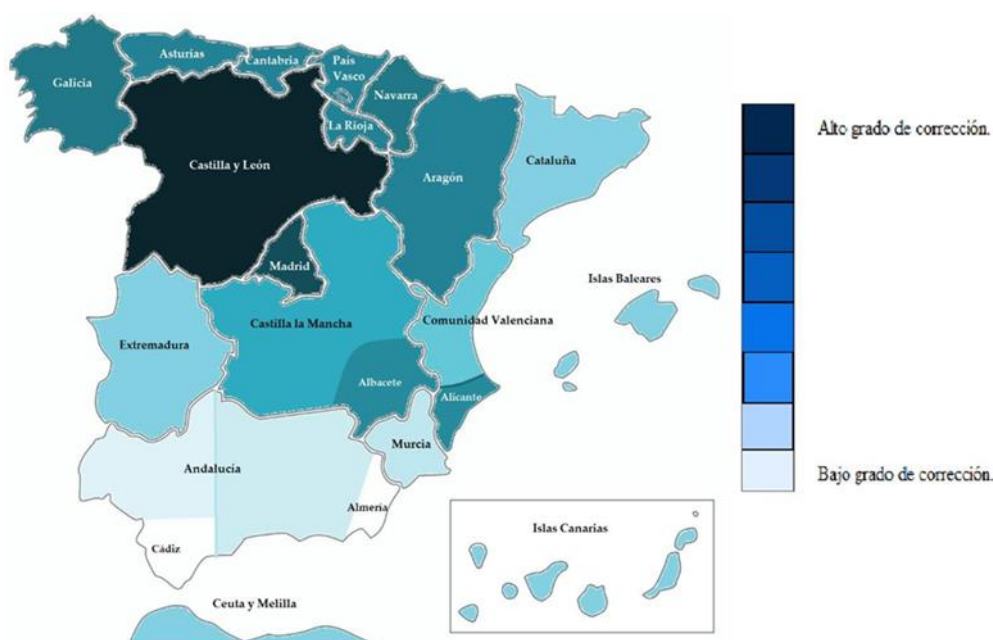 Galicia
Asturias
Cantabria
País
Vasco
Navarra
La Rioja
Castilla y León
Aragón
Cataluña
Madrid
Islas Baleares
Extremadura
Castilla la Mancha
Comunidad Valenciana
Albacete
Alicante
Murcia
Andalucía
Almería
Cádiz
Ceuta y Melilla
Islas Canarias
Alto grado de corrección.
Bajo grado de corrección.